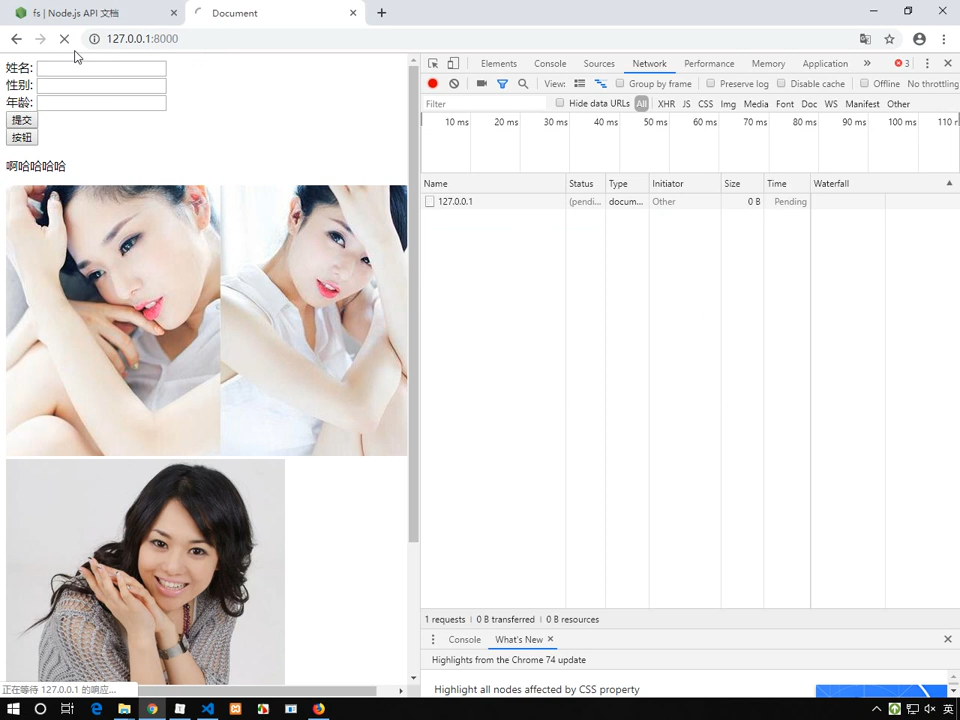 fs | Node.js API 文档
Document
127.0.0.1:8000
姓名:
性别:
年龄:
提交
按钮
啊哈哈哈哈
正在等待 127.0.0.1 的响应...
Elements Console Sources Network Performance Memory Application » 3
View: Group by frame Preserve log Disable cache Offline No throttling
Filter Hide data URLs All XHR JS CSS Img Media Font Doc WS Manifest Other
10 ms 20 ms 30 ms 40 ms 50 ms 60 ms 70 ms 80 ms 90 ms 100 ms 110 r
Name Status Type Initiator Size Time Waterfall
127.0.0.1 (pendi... docum... Other 0 B Pending
1 requests | 0 B transferred | 0 B resources
Console What's New
Highlights from the Chrome 74 update
Highlight all nodes affected by CSS property
英